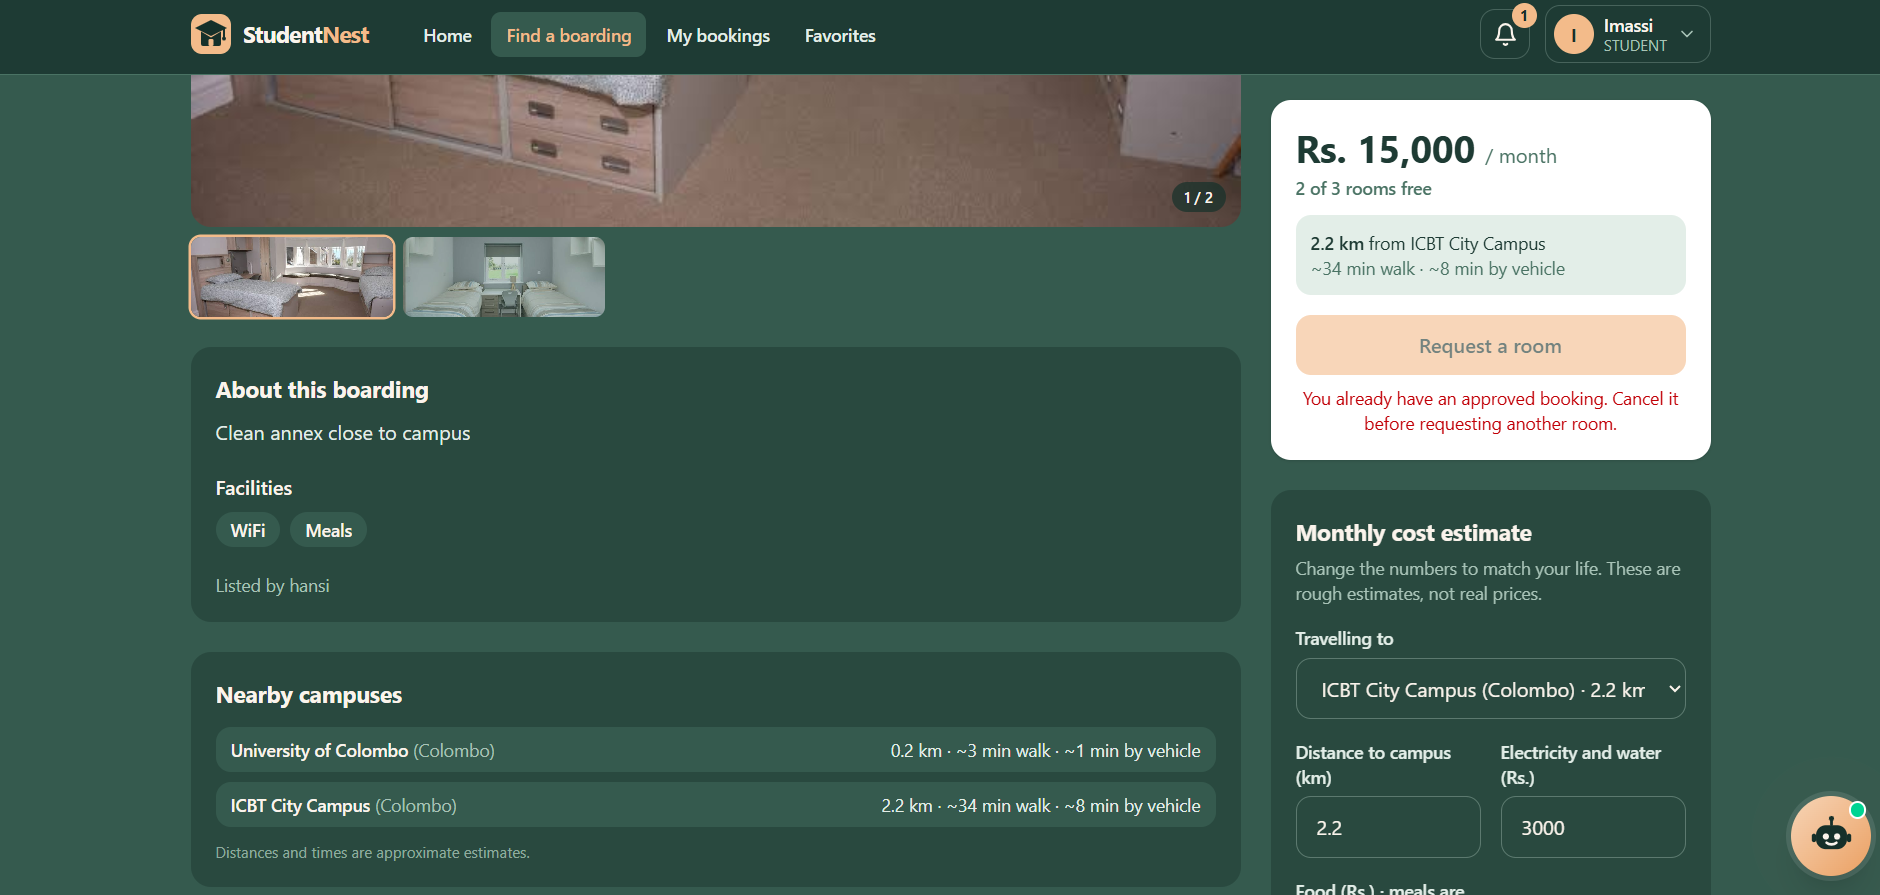 StudentNest
Home
Find a boarding
My bookings
Favorites
1
I
Imassi
STUDENT
1 / 2
Rs. 15,000 / month
2 of 3 rooms free
2.2 km from ICBT City Campus
~34 min walk · ~8 min by vehicle
Request a room
You already have an approved booking. Cancel it
before requesting another room.
About this boarding
Clean annex close to campus
Facilities
WiFi
Meals
Listed by hansi
Nearby campuses
University of Colombo (Colombo)
0.2 km · ~3 min walk · ~1 min by vehicle
ICBT City Campus (Colombo)
2.2 km · ~34 min walk · ~8 min by vehicle
Distances and times are approximate estimates.
Monthly cost estimate
Change the numbers to match your life. These are
rough estimates, not real prices.
Travelling to
ICBT City Campus (Colombo) · 2.2 km
Distance to campus
(km)
Electricity and water
(Rs.)
2.2
3000
Food (Rs.) · meals are